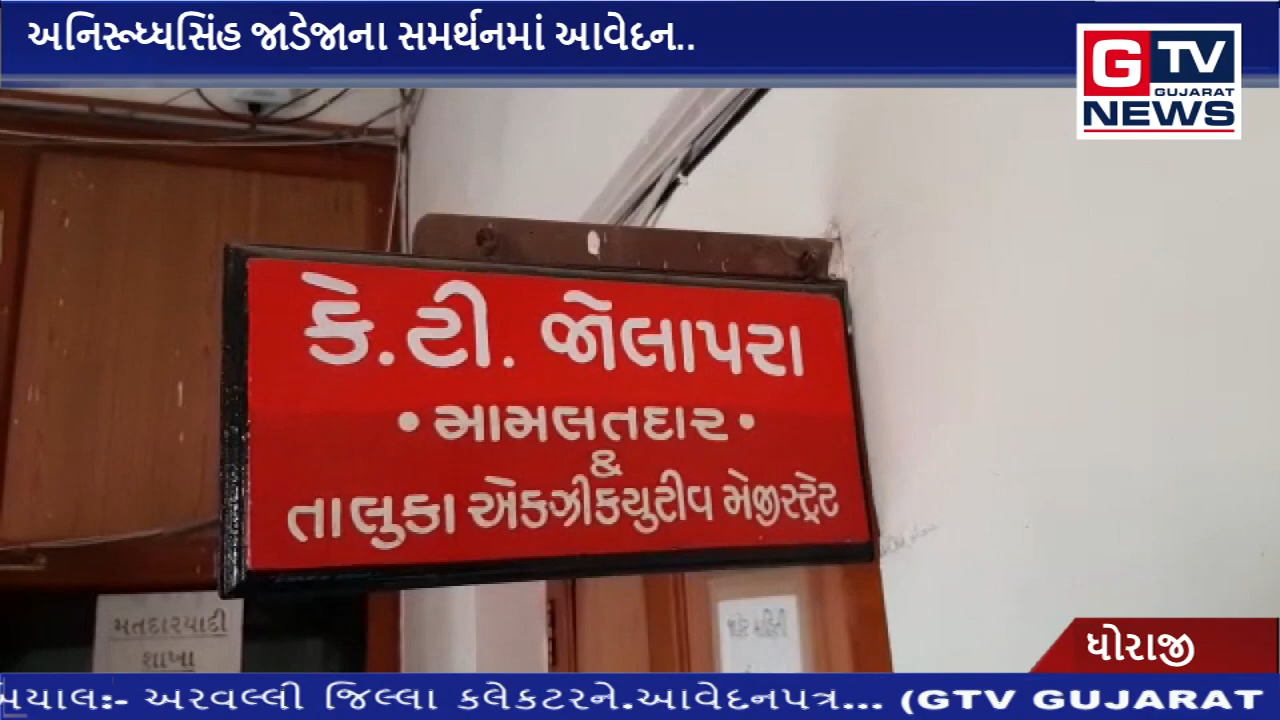 અનિરૂધ્ધસિંહ જાડેજાના સમર્થનમાં આવેદન..
G TV
GUJARAT
NEWS
કે.ટી. જોલાપરા
• મામલતદાર •
&
તાલુકા એકઝીકયુટીવ મેજીસ્ટ્રેટ
મતદારયાદી
શાખા
જાહેર માહિતી
ધોરાજી
અરવલ્લી જિલ્લા કલેકટરને.આવેદનપત્ર... (GTV GUJARAT